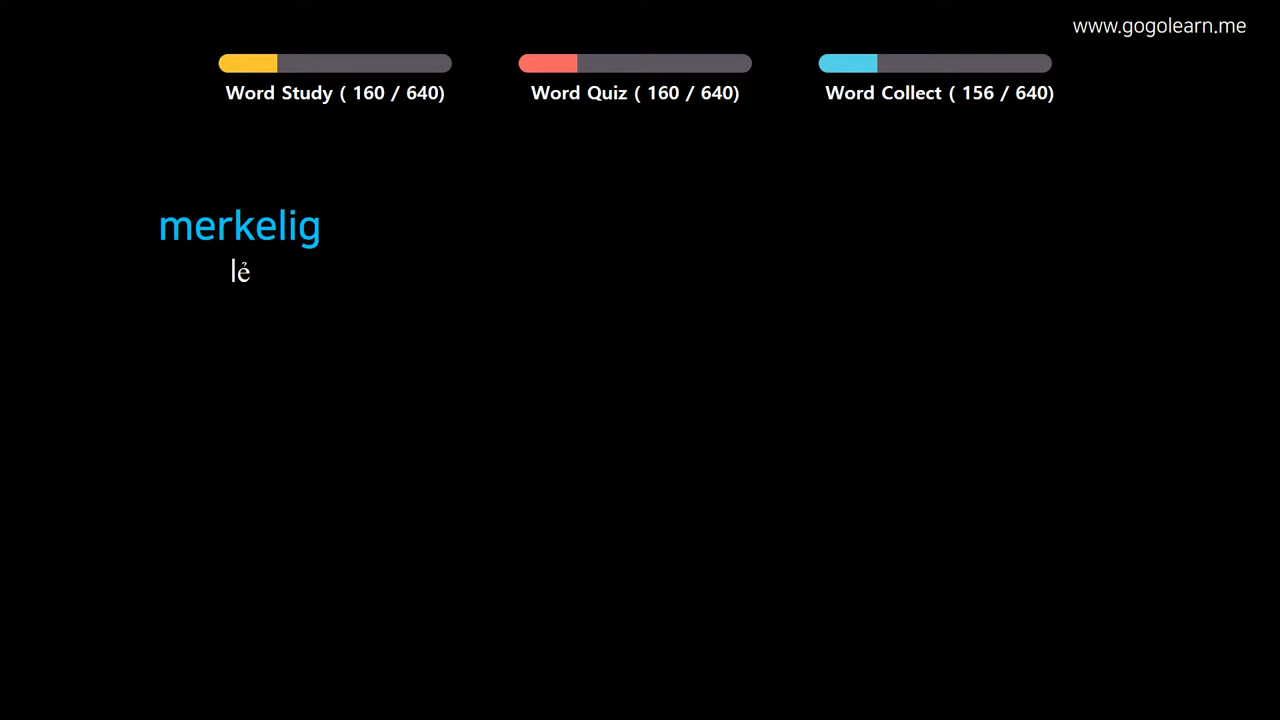 www.gogolearn.me
Word Study ( 160 / 640)
Word Quiz ( 160 / 640)
Word Collect ( 156 / 640)
merkelig
lẻ